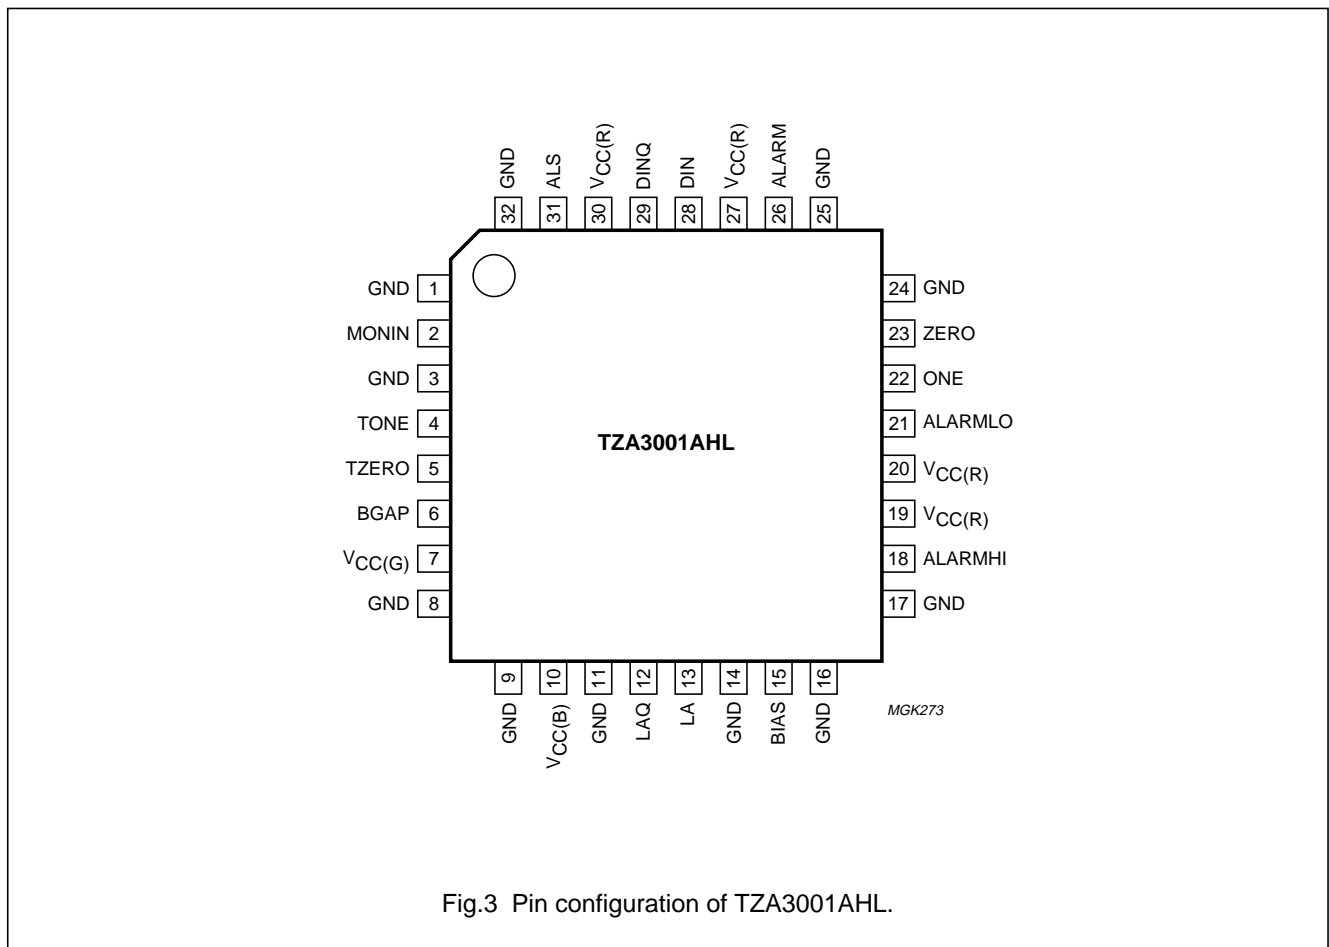 GND
ALS
VCC(R)
DINQ
DIN
VCC(R)
ALARM
GND
32
31
30
29
28
27
26
25
GND 1
MONIN 2
GND 3
TONE 4
TZERO 5
BGAP 6
VCC(G) 7
GND 8
TZA3001AHL
24 GND
23 ZERO
22 ONE
21 ALARMLO
20 VCC(R)
19 VCC(R)
18 ALARMHI
17 GND
9
10
11
12
13
14
15
16
GND
VCC(B)
GND
LAQ
LA
GND
BIAS
GND
MGK273
Fig.3 Pin configuration of TZA3001AHL.